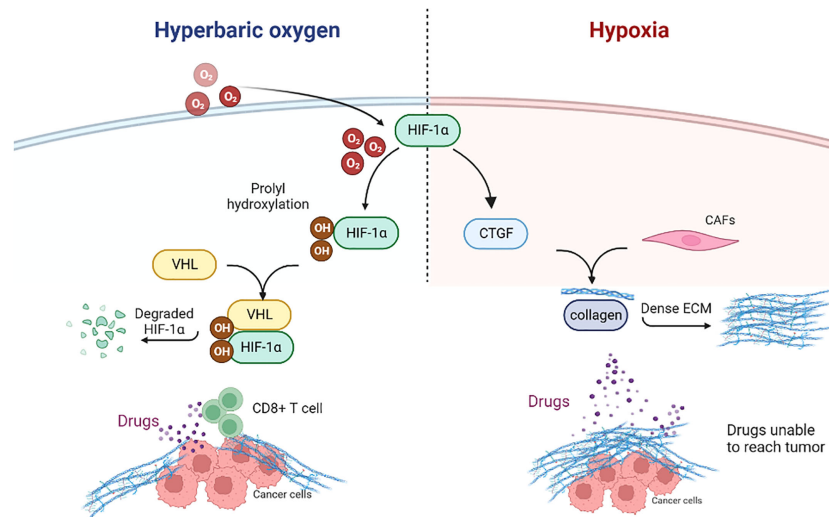 Hyperbaric oxygen
Hypoxia
O₂
O₂
O₂
HIF-1α
O₂
O₂
O₂
Prolyl
hydroxylation
OH
OH
HIF-1α
CTGF
CAFs
VHL
VHL
OH
OH
HIF-1α
Degraded
HIF-1α
collagen
Dense ECM
Drugs
CD8+ T cell
Cancer cells
Drugs
Drugs unable
to reach tumor
Cancer cells